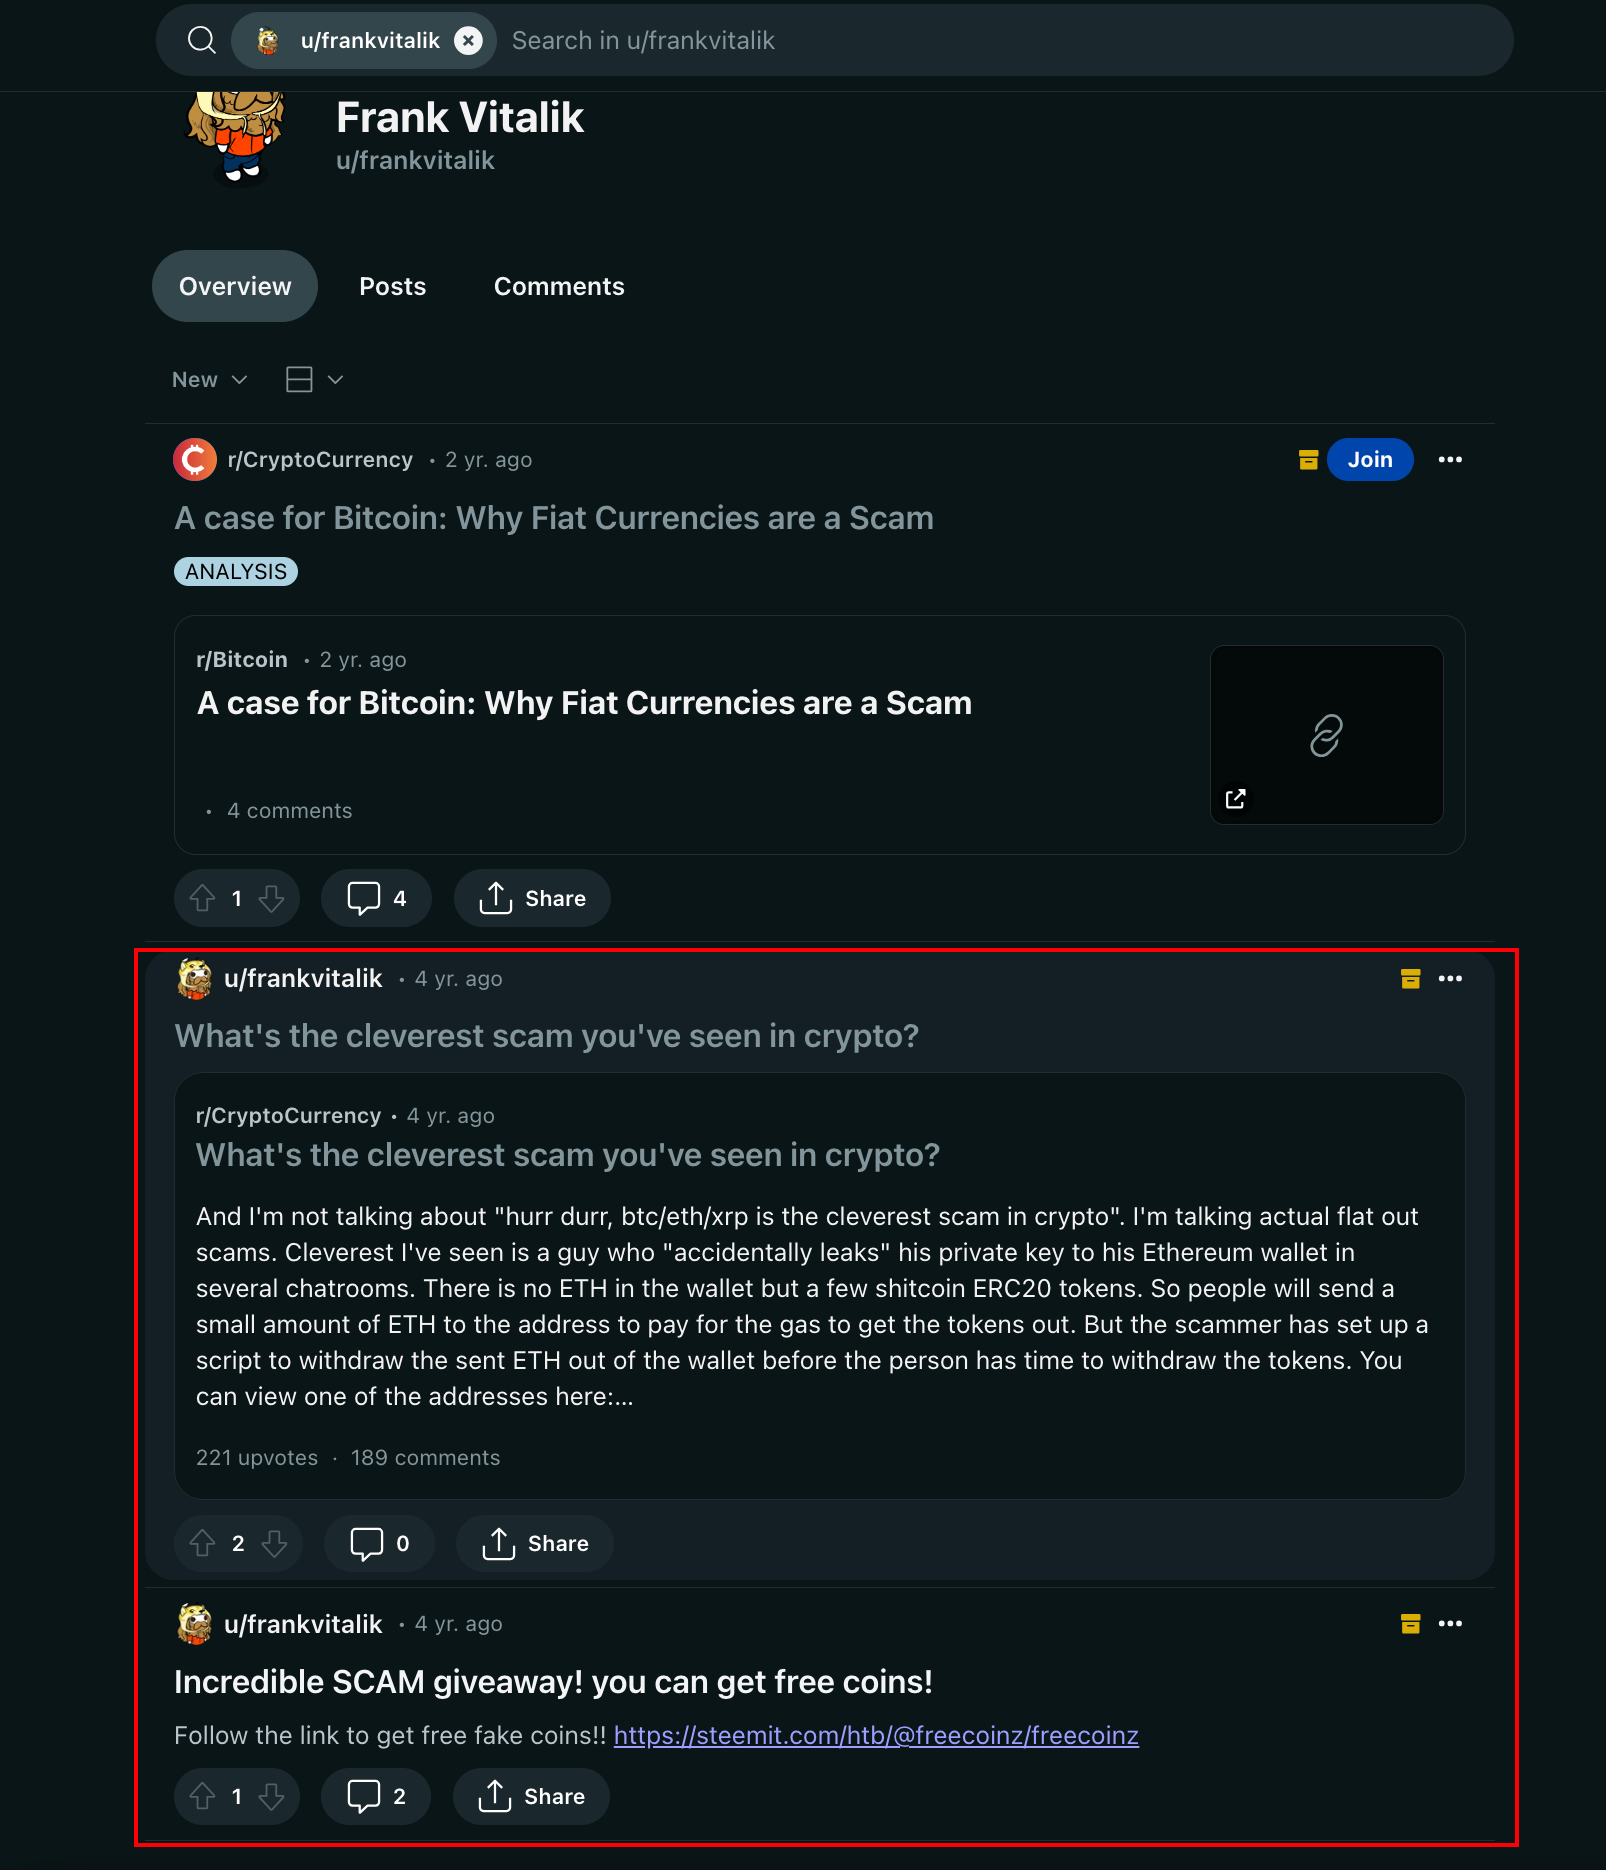 u/frankvitalik
Search in u/frankvitalik
Frank Vitalik
u/frankvitalik
Overview
Posts
Comments
New
r/CryptoCurrency • 2 yr. ago
Join
A case for Bitcoin: Why Fiat Currencies are a Scam
ANALYSIS
r/Bitcoin • 2 yr. ago
A case for Bitcoin: Why Fiat Currencies are a Scam
• 4 comments
1
4
Share
u/frankvitalik • 4 yr. ago
What's the cleverest scam you've seen in crypto?
r/CryptoCurrency • 4 yr. ago
What's the cleverest scam you've seen in crypto?
And I'm not talking about "hurr durr, btc/eth/xrp is the cleverest scam in crypto". I'm talking actual flat out
scams. Cleverest I've seen is a guy who "accidentally leaks" his private key to his Ethereum wallet in
several chatrooms. There is no ETH in the wallet but a few shitcoin ERC20 tokens. So people will send a
small amount of ETH to the address to pay for the gas to get the tokens out. But the scammer has set up a
script to withdraw the sent ETH out of the wallet before the person has time to withdraw the tokens. You
can view one of the addresses here:...
221 upvotes · 189 comments
2
0
Share
u/frankvitalik • 4 yr. ago
Incredible SCAM giveaway! you can get free coins!
Follow the link to get free fake coins!! https://steemit.com/htb/@freecoinz/freecoinz
1
2
Share